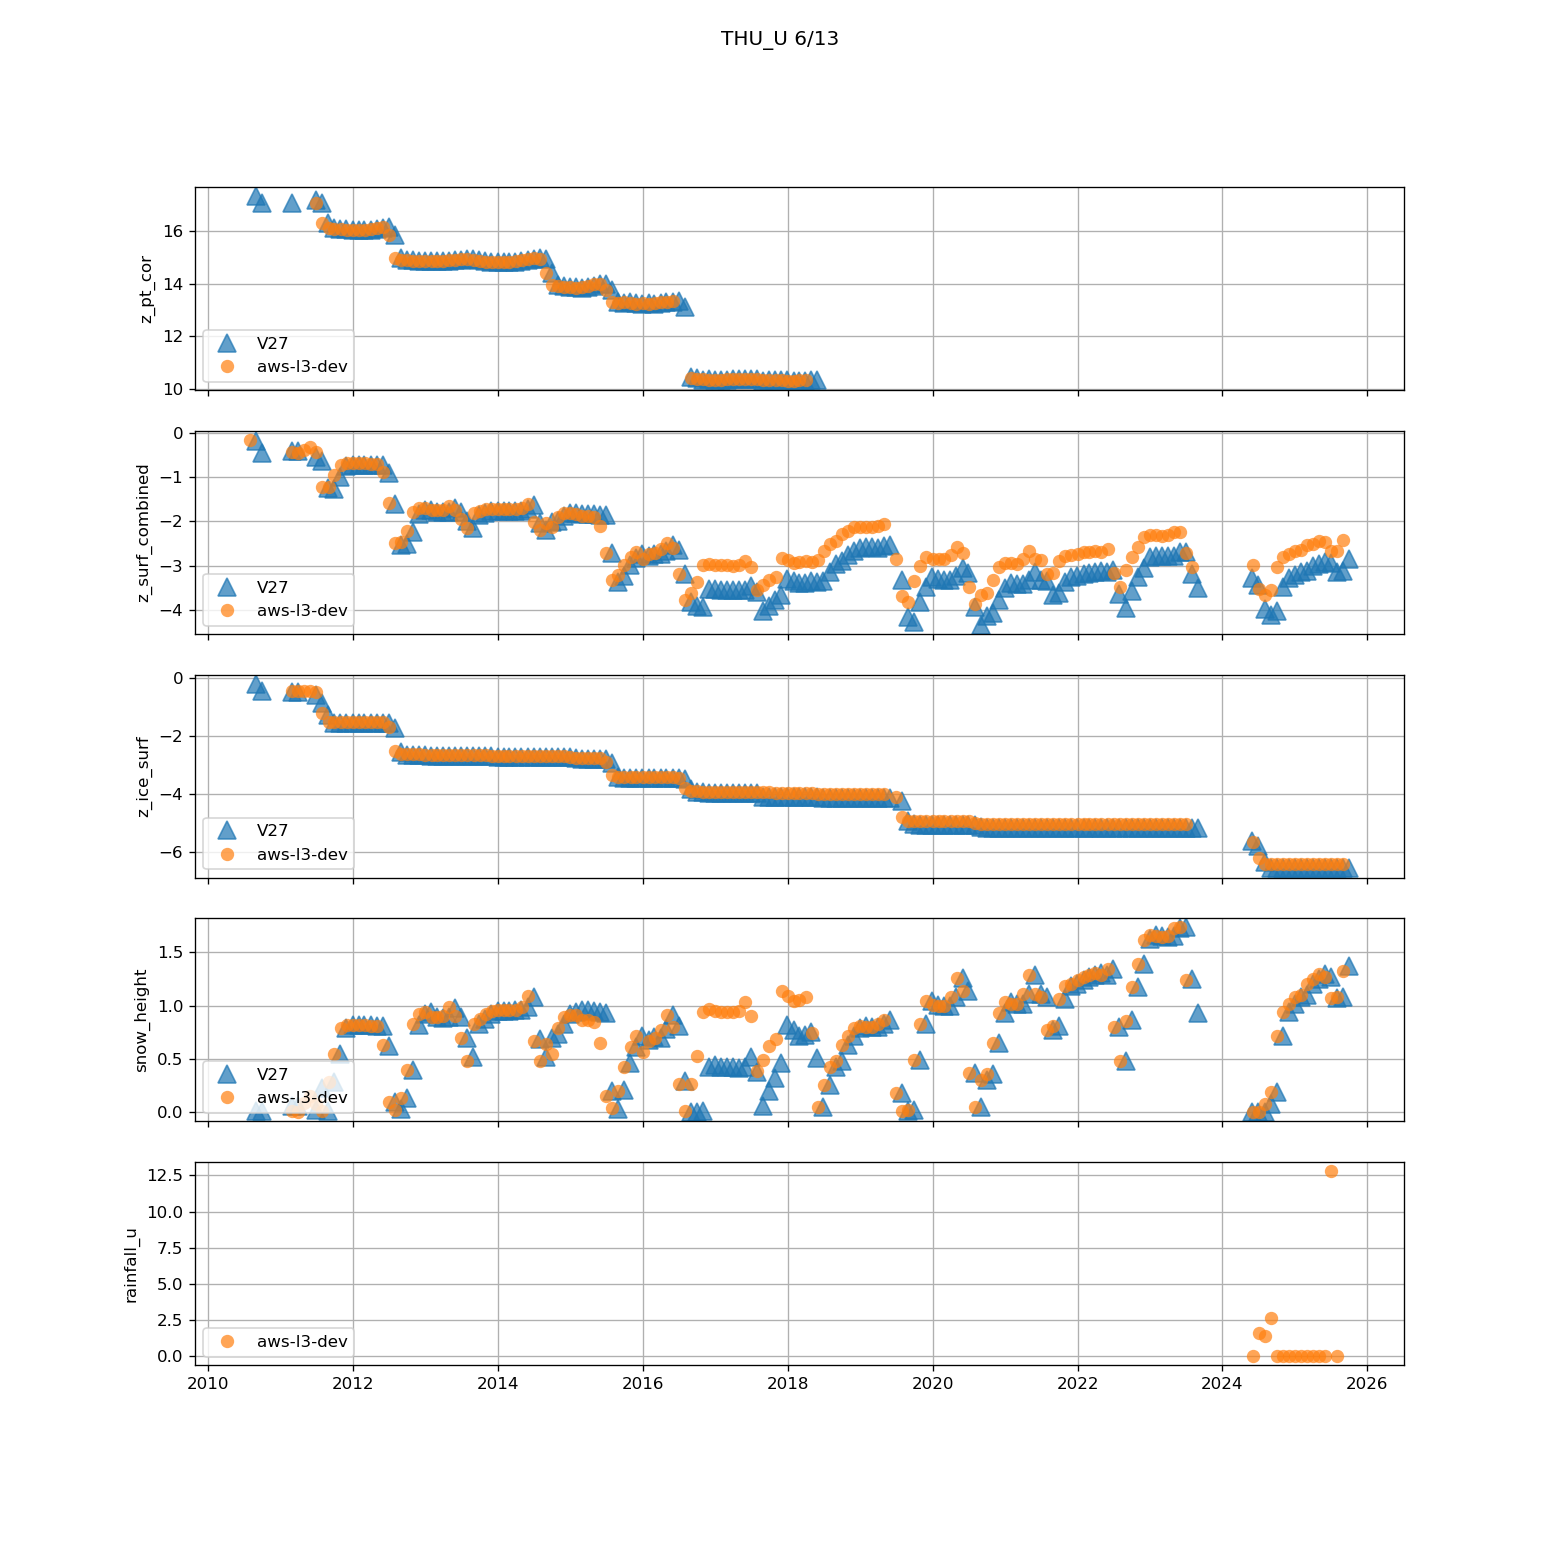 THU_U 6/13
z_pt_cor
16
14
12
10
V27
aws-l3-dev
z_surf_combined
0
−1
−2
−3
−4
V27
aws-l3-dev
z_ice_surf
0
−2
−4
−6
V27
aws-l3-dev
snow_height
1.5
1.0
0.5
0.0
V27
aws-l3-dev
rainfall_u
12.5
10.0
7.5
5.0
2.5
0.0
aws-l3-dev
2010 2012 2014 2016 2018 2020 2022 2024 2026